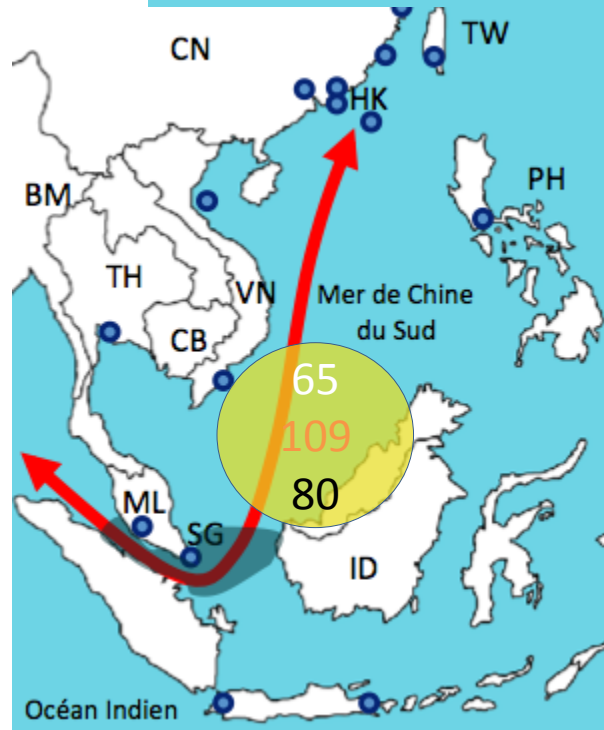 TW
CN
HK
BM
PH
TH
VN
Mer de Chine
du Sud
CB
65
109
80
ML
SG
ID
Océan Indien